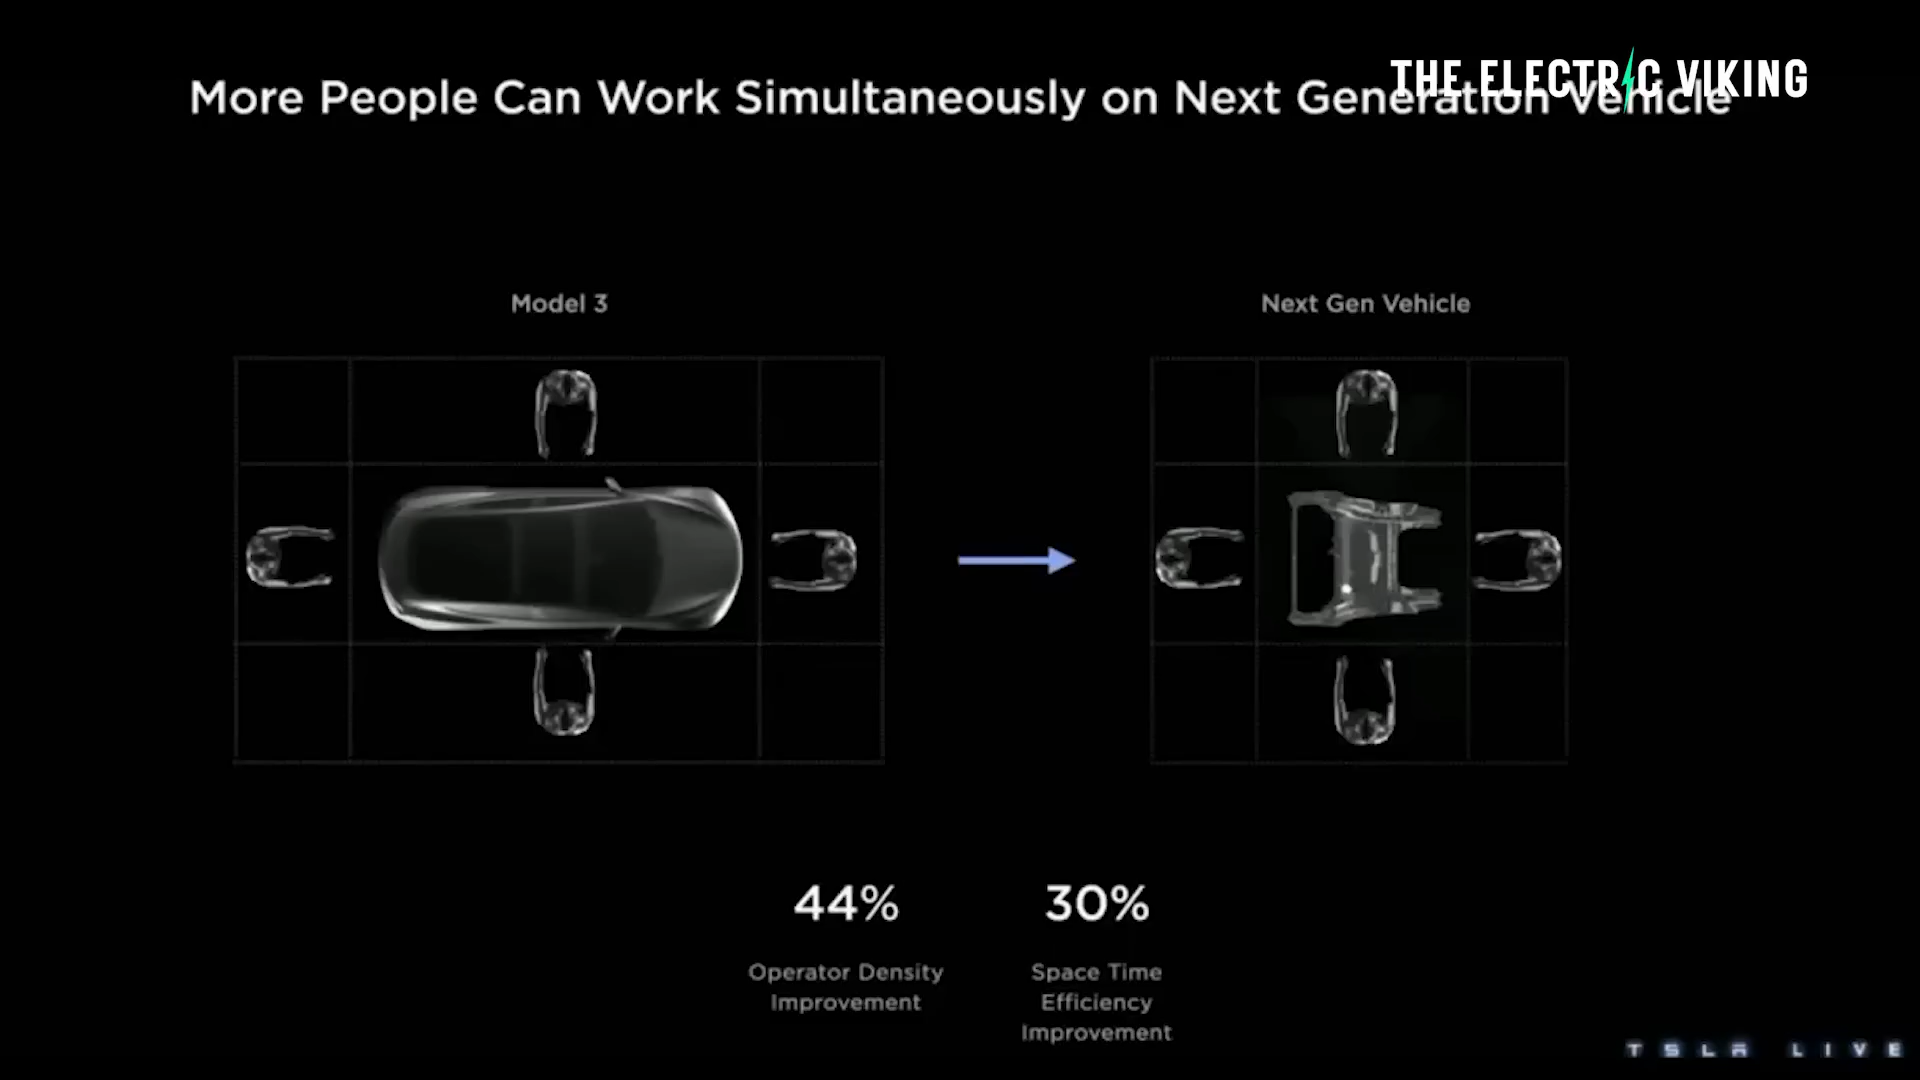 THE ELECTRIC VIKING
More People Can Work Simultaneously on Next Generation Vehicle
Model 3
Next Gen Vehicle
44%
30%
Operator Density
Improvement
Space Time
Efficiency
Improvement
TSLA LIVE